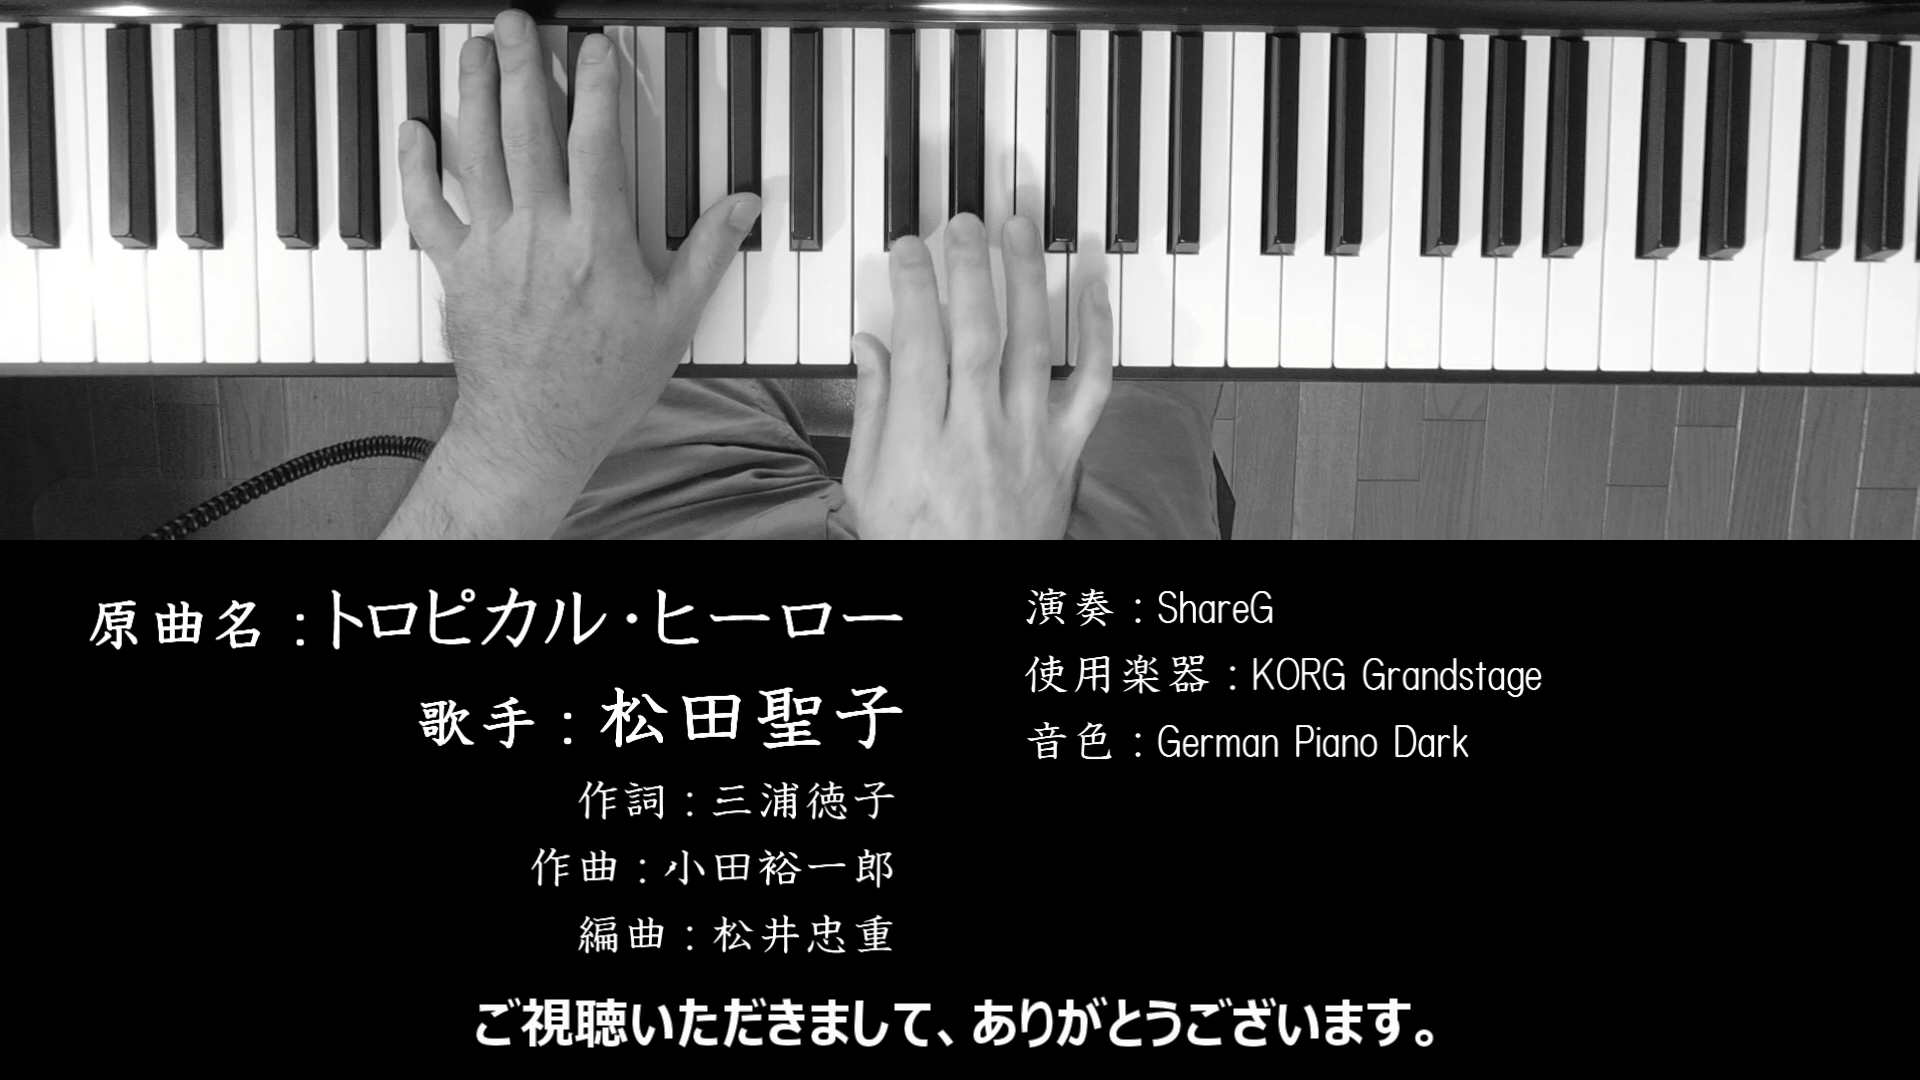 原曲名：トロピカル・ヒーロー
歌手：松田聖子
作詞：三浦徳子
作曲：小田裕一郎
編曲：松井忠重
演奏：ShareG
使用楽器：KORG Grandstage
音色：German Piano Dark
ご視聴いただきまして、ありがとうございます。